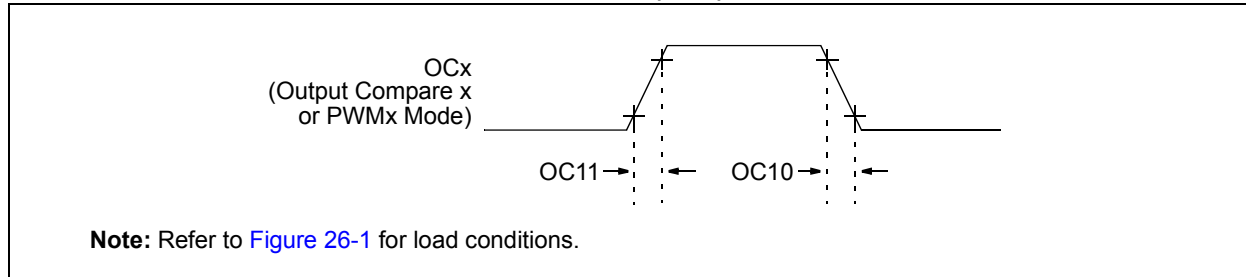 OCx
(Output Compare x
or PWMx Mode)
OC11
OC10
Note: Refer to Figure 26-1 for load conditions.